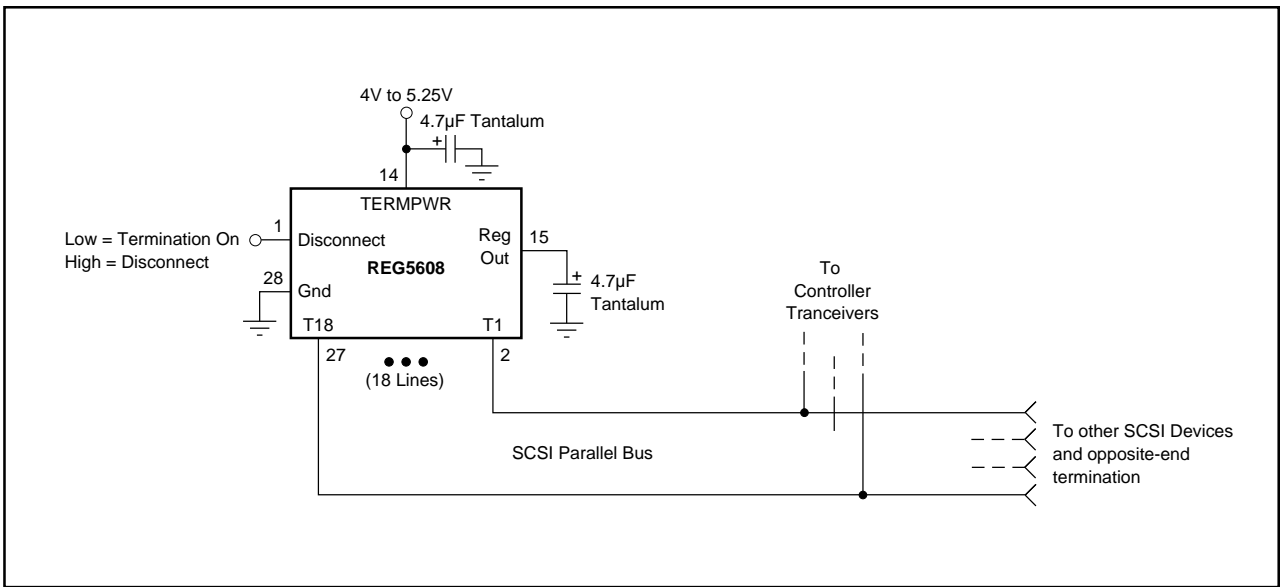 4V to 5.25V
4.7µF Tantalum
+
14
TERMPWR
1
Low = Termination On
High = Disconnect
Disconnect
Reg
Out
15
REG5608
28
Gnd
+
4.7µF
Tantalum
T18
T1
27
2
(18 Lines)
To
Controller
Tranceivers
SCSI Parallel Bus
To other SCSI Devices
and opposite-end
termination